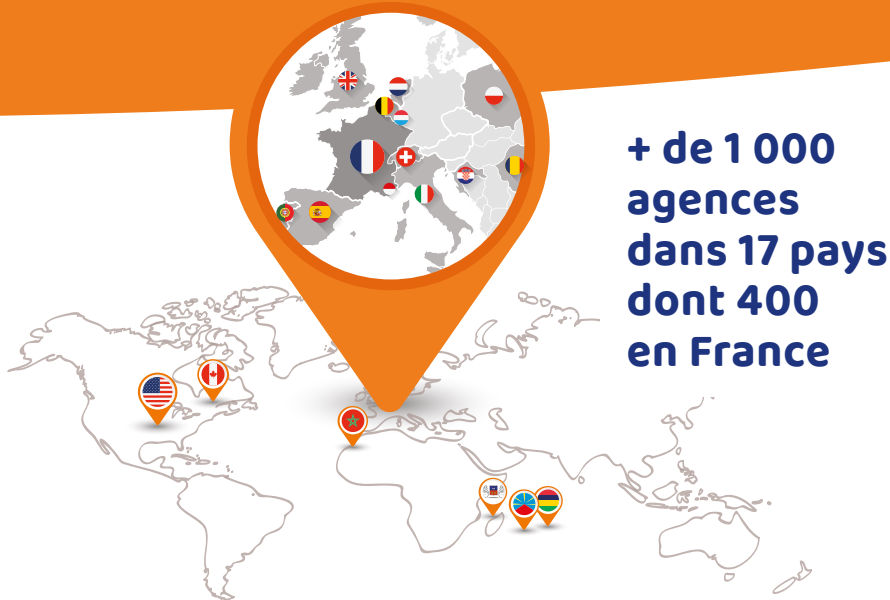 + de 1 000
agences
dans 17 pays
dont 400
en France